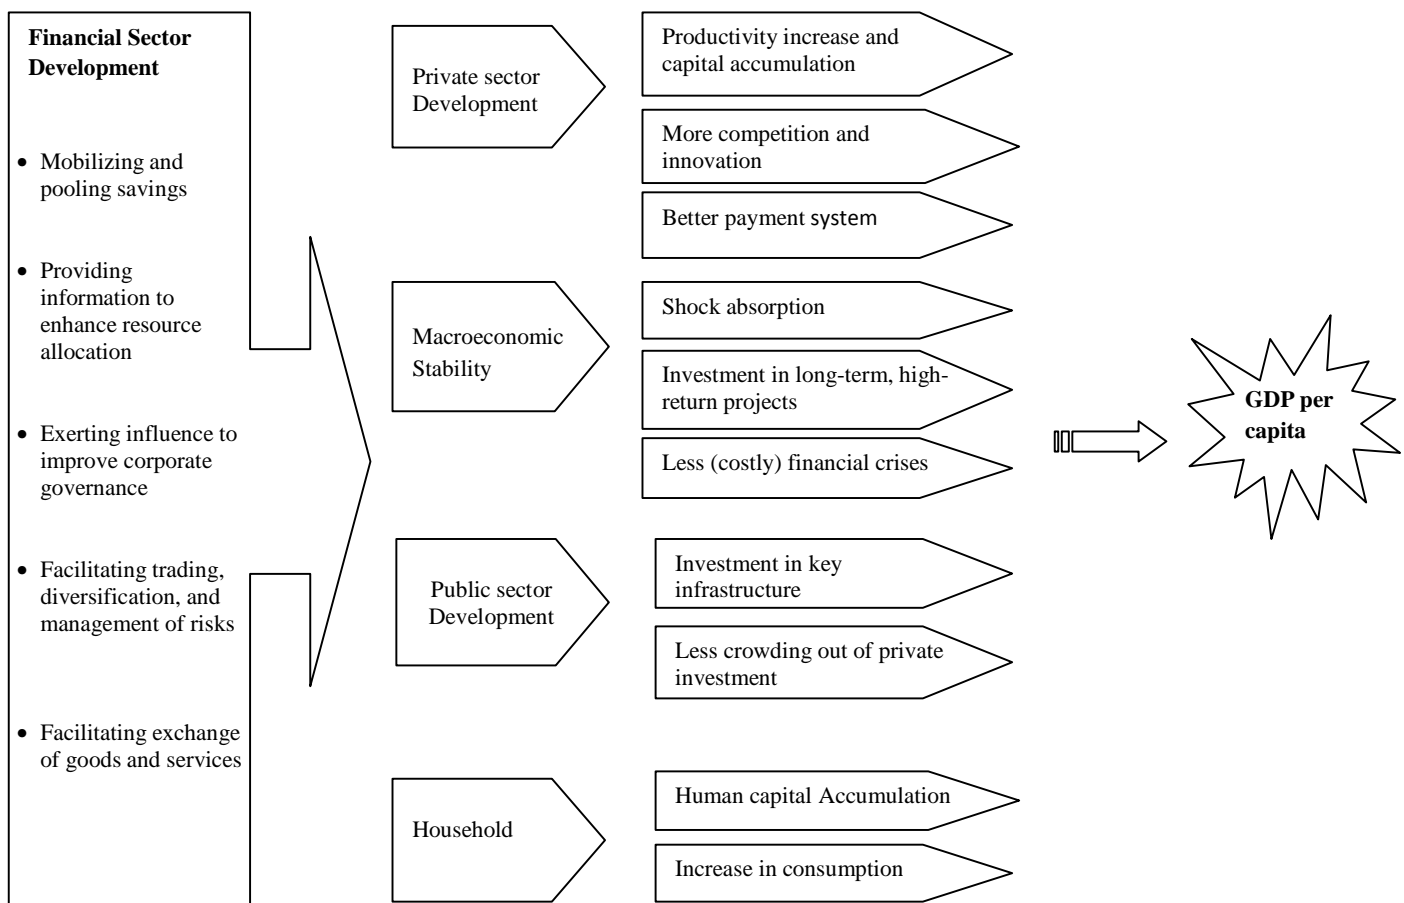 Financial Sector
Development
• Mobilizing and
pooling savings
• Providing
information to
enhance resource
allocation
• Exerting influence to
improve corporate
governance
• Facilitating trading,
diversification, and
management of risks
• Facilitating exchange
of goods and services
Private sector
Development
Productivity increase and
capital accumulation
More competition and
innovation
Better payment system
Macroeconomic
Stability
Shock absorption
Investment in long-term, high-
return projects
Less (costly) financial crises
Public sector
Development
Investment in key
infrastructure
Less crowding out of private
investment
Household
Human capital Accumulation
Increase in consumption
GDP per
capita